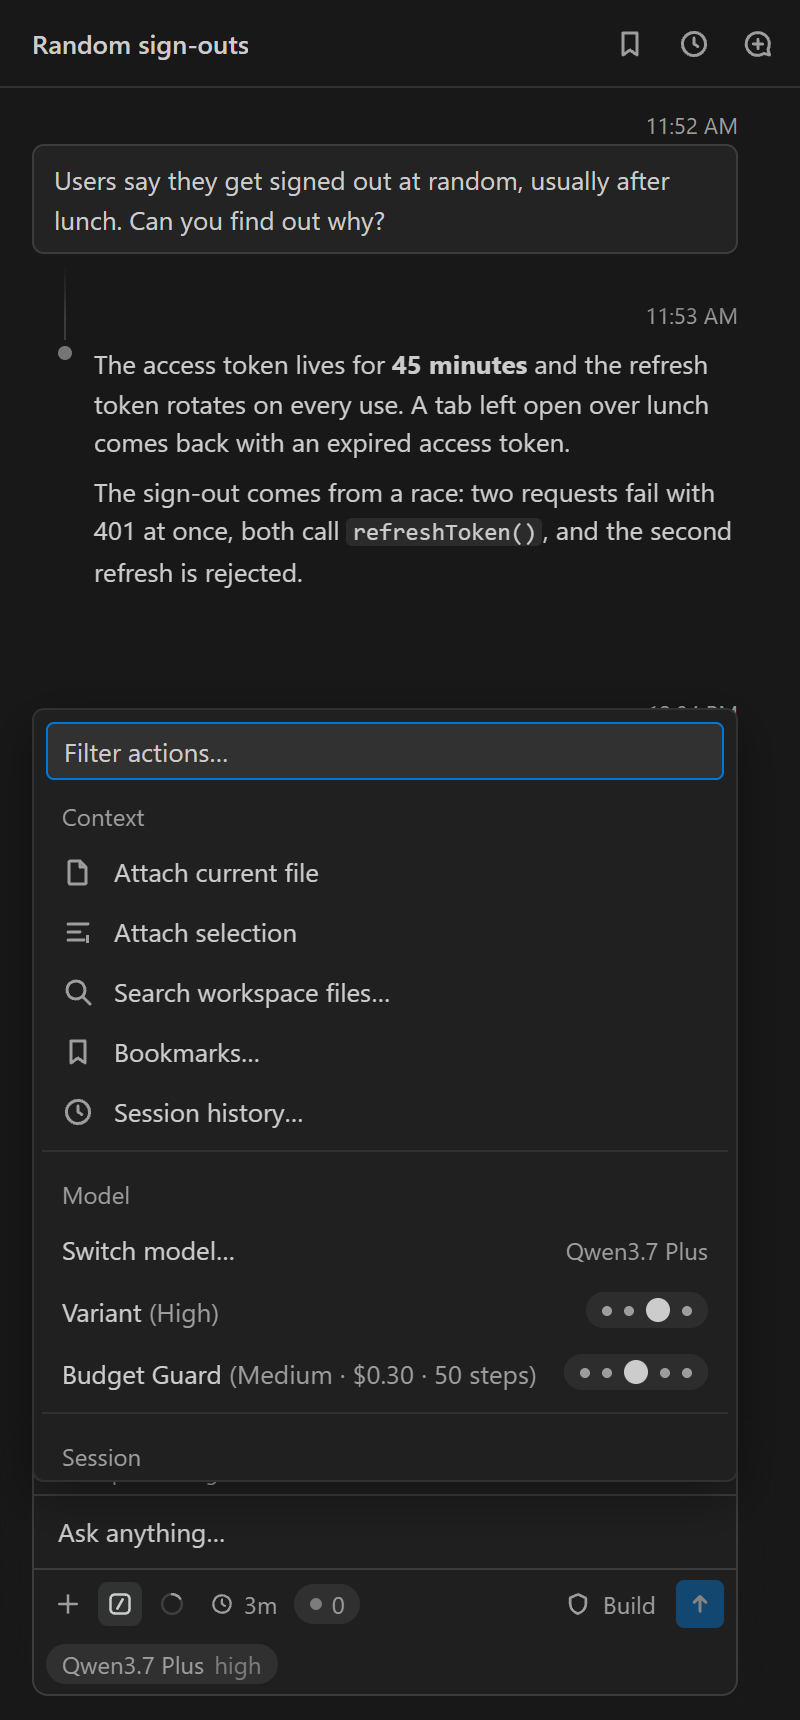 Random sign-outs
11:52 AM
Users say they get signed out at random, usually after
lunch. Can you find out why?
11:53 AM
The access token lives for 45 minutes and the refresh
token rotates on every use. A tab left open over lunch
comes back with an expired access token.
The sign-out comes from a race: two requests fail with
401 at once, both call refreshToken(), and the second
refresh is rejected.
Filter actions...
Context
Attach current file
Attach selection
Search workspace files...
Bookmarks...
Session history...
Model
Switch model... Qwen3.7 Plus
Variant (High)
Budget Guard (Medium · $0.30 · 50 steps)
Session
Ask anything...
3m 0 Build
Qwen3.7 Plus high